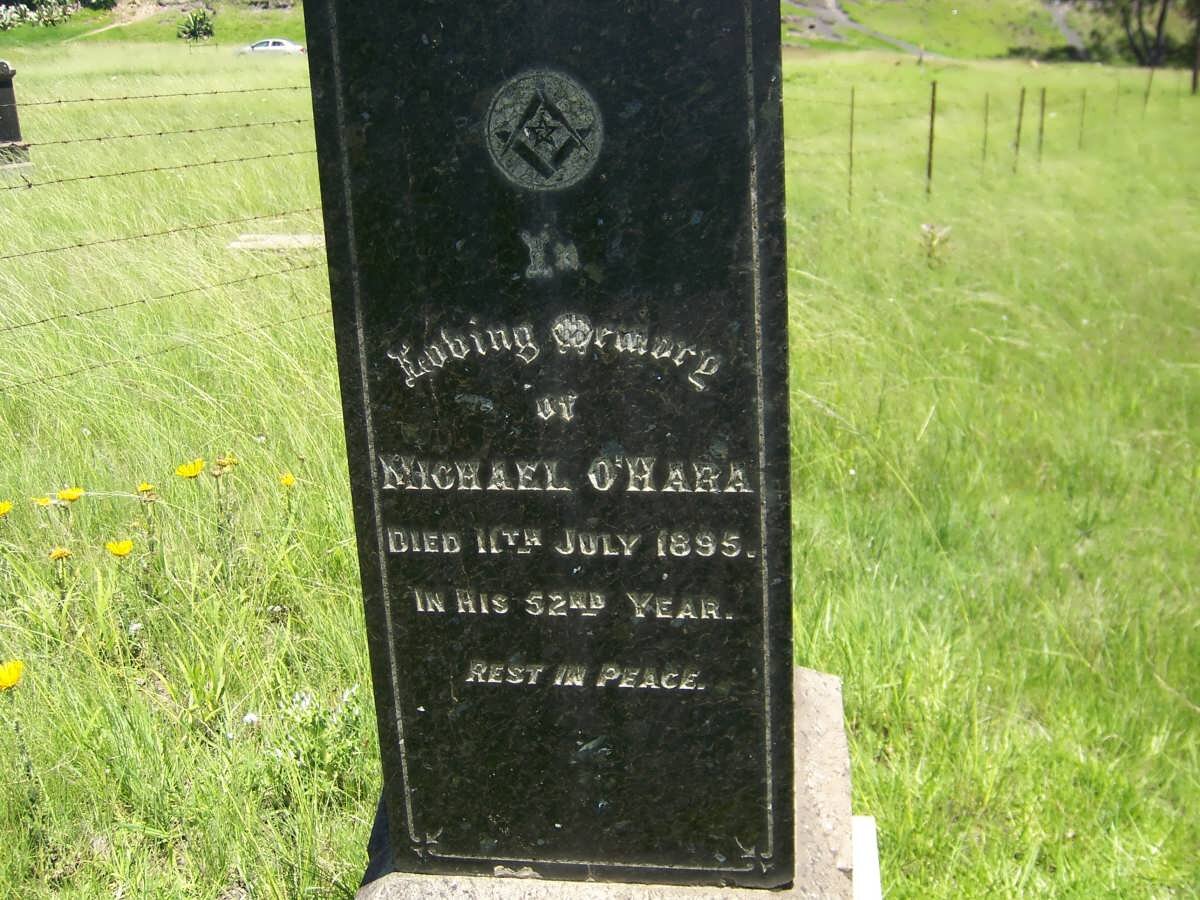 In
Loving Memory
of
MICHAEL O'HARA
DIED 11TH JULY 1895.
IN HIS 52ND YEAR.
REST IN PEACE.